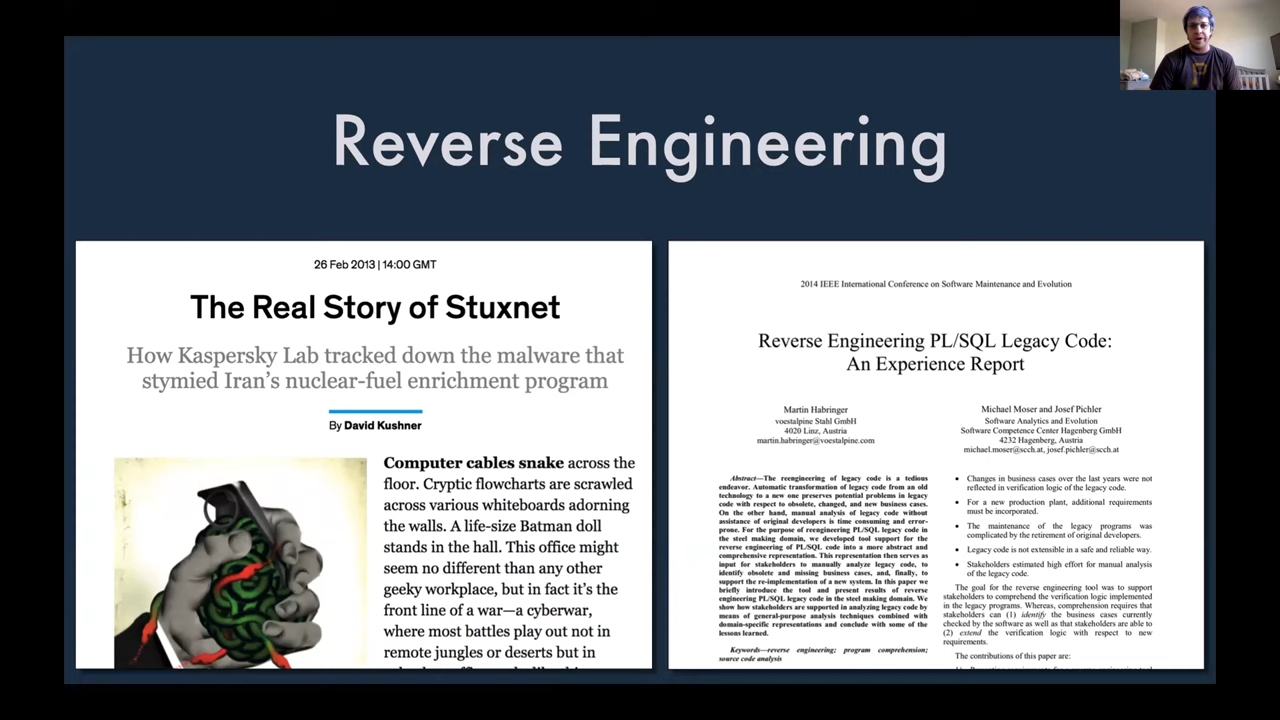 Reverse Engineering
26 Feb 2013 | 14:00 GMT
The Real Story of Stuxnet
How Kaspersky Lab tracked down the malware that
stymied Iran's nuclear-fuel enrichment program
By David Kushner
Computer cables snake across the
floor. Cryptic flowcharts are scrawled
across various whiteboards adorning
the walls. A life-size Batman doll
stands in the hall. This office might
seem no different than any other
geeky workplace, but in fact it's the
front line of a war—a cyberwar,
where most battles play out not in
remote jungles or deserts but in
2014 IEEE International Conference on Software Maintenance and Evolution
Reverse Engineering PL/SQL Legacy Code:
An Experience Report
Martin Habringer
voestalpine Stahl GmbH
4020 Linz, Austria
martin.habringer@voestalpine.com
Michael Moser and Josef Pichler
Software Analytics and Evolution
Software Competence Center Hagenberg GmbH
4232 Hagenberg, Austria
michael.moser@scch.at, josef.pichler@scch.at
Abstract—The reengineering of legacy code is a tedious
endeavor. Automatic transformation of legacy code from an old
technology to a new one preserves potential problems in legacy
code with respect to obsolete, changed, and new business cases.
On the other hand, manual analysis of legacy code without
assistance of original developers is time consuming and error-
prone. For the purpose of reengineering PL/SQL legacy code in
the steel making domain, we developed tool support for the
reverse engineering of PL/SQL code into a more abstract and
comprehensive representation. This representation then serves as
input for stakeholders to manually analyze legacy code, to
identify obsolete and missing business cases, and, finally, to
support the re-implementation of a new system. In this paper we
briefly introduce the tool and present results of reverse
engineering PL/SQL legacy code in the steel making domain. We
show how stakeholders are supported in analyzing legacy code by
means of general-purpose analysis techniques combined with
domain-specific representations and conclude with some of the
lessons learned.
Keywords—reverse engineering; program comprehension;
source code analysis
• Changes in business cases over the last years were not
reflected in verification logic of the legacy code.
• For a new production plant, additional requirements
must be incorporated.
• The maintenance of the legacy programs was
complicated by the retirement of original developers.
• Legacy code is not extensible in a safe and reliable way.
• Stakeholders estimated high effort for manual analysis
of the legacy code.
The goal for the reverse engineering tool was to support
stakeholders to comprehend the verification logic implemented
in the legacy programs. Whereas, comprehension requires that
stakeholders can (1) identify the business cases currently
checked by the software as well as that stakeholders are able to
(2) extend the verification logic with respect to new
requirements.
The contributions of this paper are: